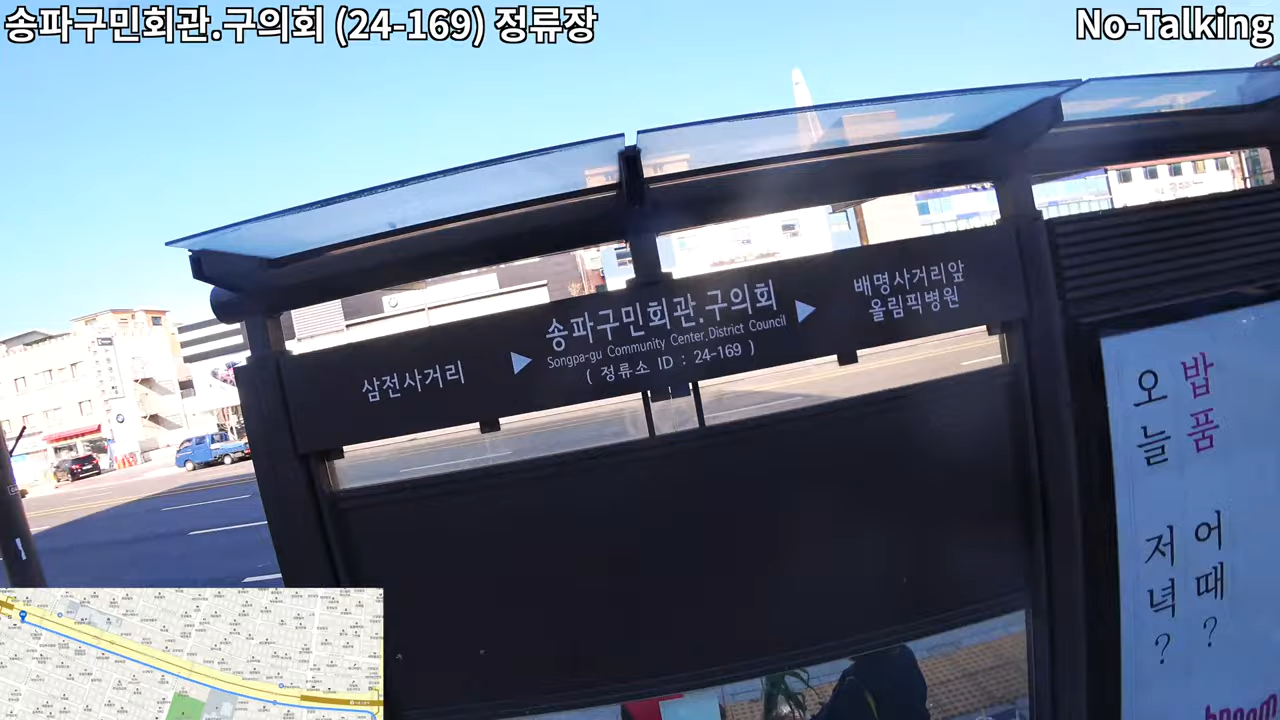 송파구민회관.구의회 (24-169) 정류장
No-Talking
삼전사거리
송파구민회관.구의회
Songpa-gu Community Center,District Council
( 정류소 ID : 24-169 )
배명사거리앞
올림픽병원
밥품 어때?
오늘 저녁?